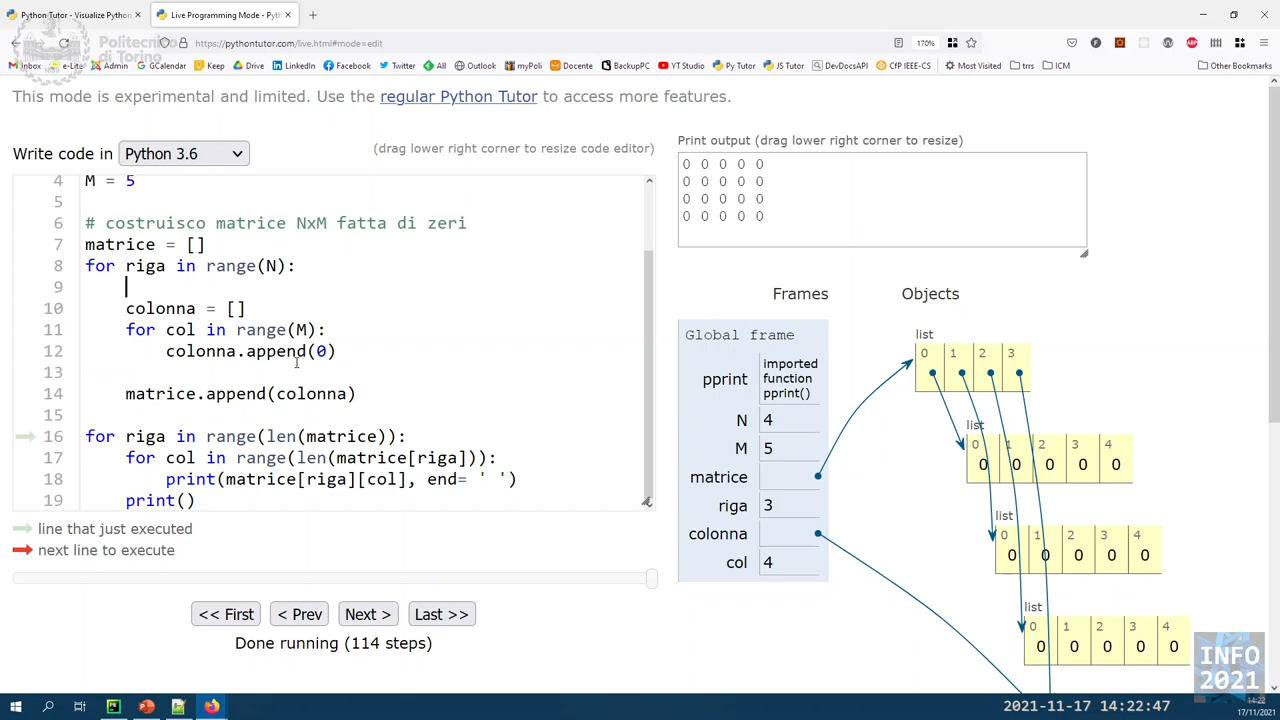 Python Tutor - Visualize Python
Live Programming Mode - Pyth
Politecnico
di Torino
https://pythontutor.com/live.html#mode=edit
170%
Inbox
Admin
GCalendar
Keep
Drive
LinkedIn
Facebook
Twitter
All
Outlook
myPoli
Docente
BackupPC
YT Studio
Py Tutor
JS Tutor
DevDocsAPI
CfP IEEE-CS
Most Visited
trrs
ICM
Other Bookmarks
This mode is experimental and limited. Use the regular Python Tutor to access more features.
Write code in Python 3.6
(drag lower right corner to resize code editor)
4 M = 5
5
6 # costruisco matrice NxM fatta di zeri
7 matrice = []
8 for riga in range(N):
9
10 colonna = []
11 for col in range(M):
12 colonna.append(0)
13
14 matrice.append(colonna)
15
16 for riga in range(len(matrice)):
17 for col in range(len(matrice[riga])):
18 print(matrice[riga][col], end= ' ')
19 print()
line that just executed
next line to execute
<< First
< Prev
Next >
Last >>
Done running (114 steps)
Print output (drag lower right corner to resize)
0 0 0 0 0
0 0 0 0 0
0 0 0 0 0
0 0 0 0 0
Frames
Objects
Global frame
pprint
imported
function
pprint()
N 4
M 5
matrice
riga 3
colonna
col 4
list
0 1 2 3
list
0 1 2 3 4
0 0 0 0 0
list
0 1 2 3 4
0 0 0 0 0
list
0 1 2 3 4
0 0 0 0 0
INFO
2021
2021-11-17 14:22:47
14:22
17/11/2021